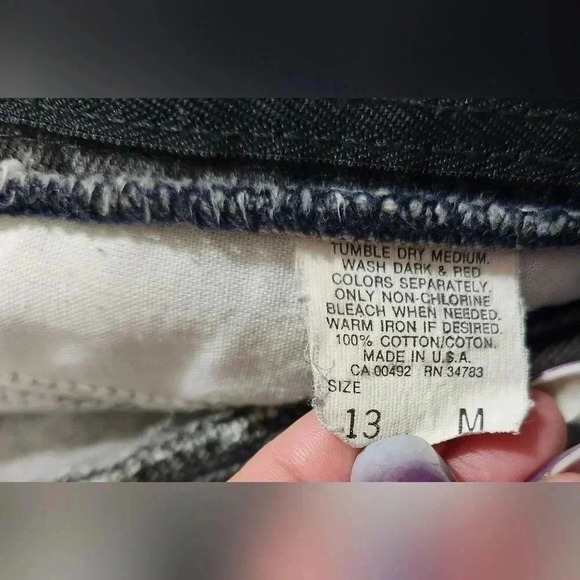 TUMBLE DRY MEDIUM.
WASH DARK & RED
COLORS SEPARATELY.
ONLY NON-CHLORINE
BLEACH WHEN NEEDED.
WARM IRON IF DESIRED.
100% COTTON/COTON.
MADE IN U.S.A.
CA 00492 RN 34783
SIZE
13 M